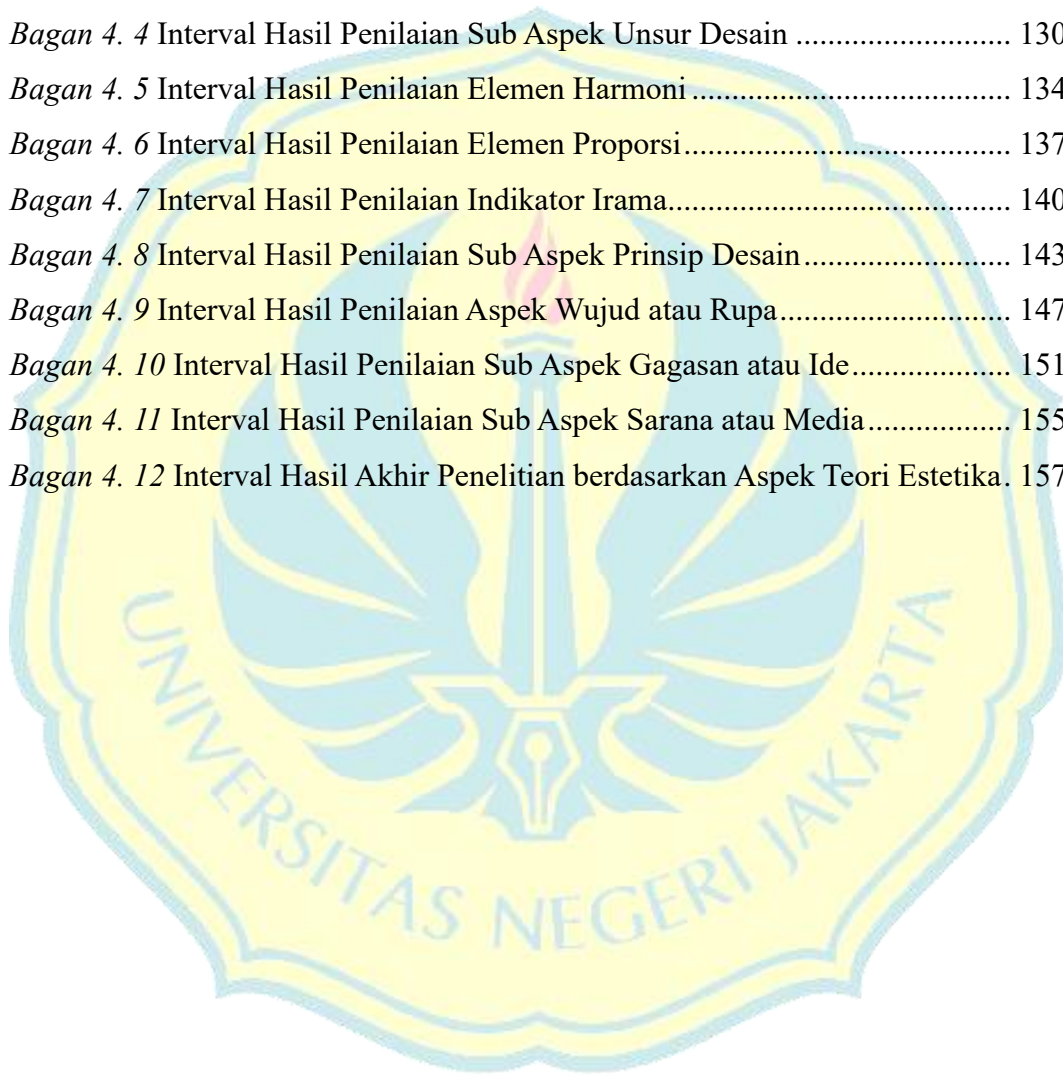 Bagan 4. 4 Interval Hasil Penilaian Sub Aspek Unsur Desain ........................ 130
Bagan 4. 5 Interval Hasil Penilaian Elemen Harmoni ................................... 134
Bagan 4. 6 Interval Hasil Penilaian Elemen Proporsi.................................... 137
Bagan 4. 7 Interval Hasil Penilaian Indikator Irama...................................... 140
Bagan 4. 8 Interval Hasil Penilaian Sub Aspek Prinsip Desain ....................... 143
Bagan 4. 9 Interval Hasil Penilaian Aspek Wujud atau Rupa.......................... 147
Bagan 4. 10 Interval Hasil Penilaian Sub Aspek Gagasan atau Ide.................. 151
Bagan 4. 11 Interval Hasil Penilaian Sub Aspek Sarana atau Media ................ 155
Bagan 4. 12 Interval Hasil Akhir Penelitian berdasarkan Aspek Teori Estetika . 157
UNIVERSITAS NEGERI JAKARTA